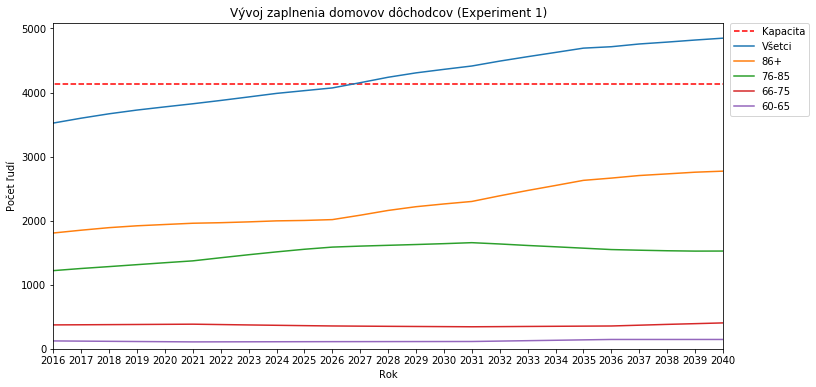 Vývoj zaplnenia domovov dôchodcov (Experiment 1)
Kapacita
Všetci
86+
76-85
66-75
60-65
Počet ľudí
5000
4000
3000
2000
1000
0
2016 2017 2018 2019 2020 2021 2022 2023 2024 2025 2026 2027 2028 2029 2030 2031 2032 2033 2034 2035 2036 2037 2038 2039 2040
Rok